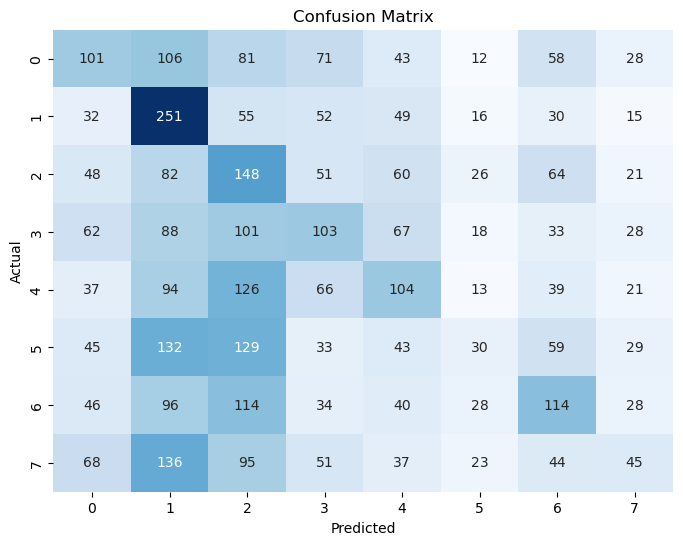 Confusion Matrix
0 101 106 81 71 43 12 58 28
1 32 251 55 52 49 16 30 15
2 48 82 148 51 60 26 64 21
3 62 88 101 103 67 18 33 28
4 37 94 126 66 104 13 39 21
5 45 132 129 33 43 30 59 29
6 46 96 114 34 40 28 114 28
7 68 136 95 51 37 23 44 45
Actual
0 1 2 3 4 5 6 7
Predicted